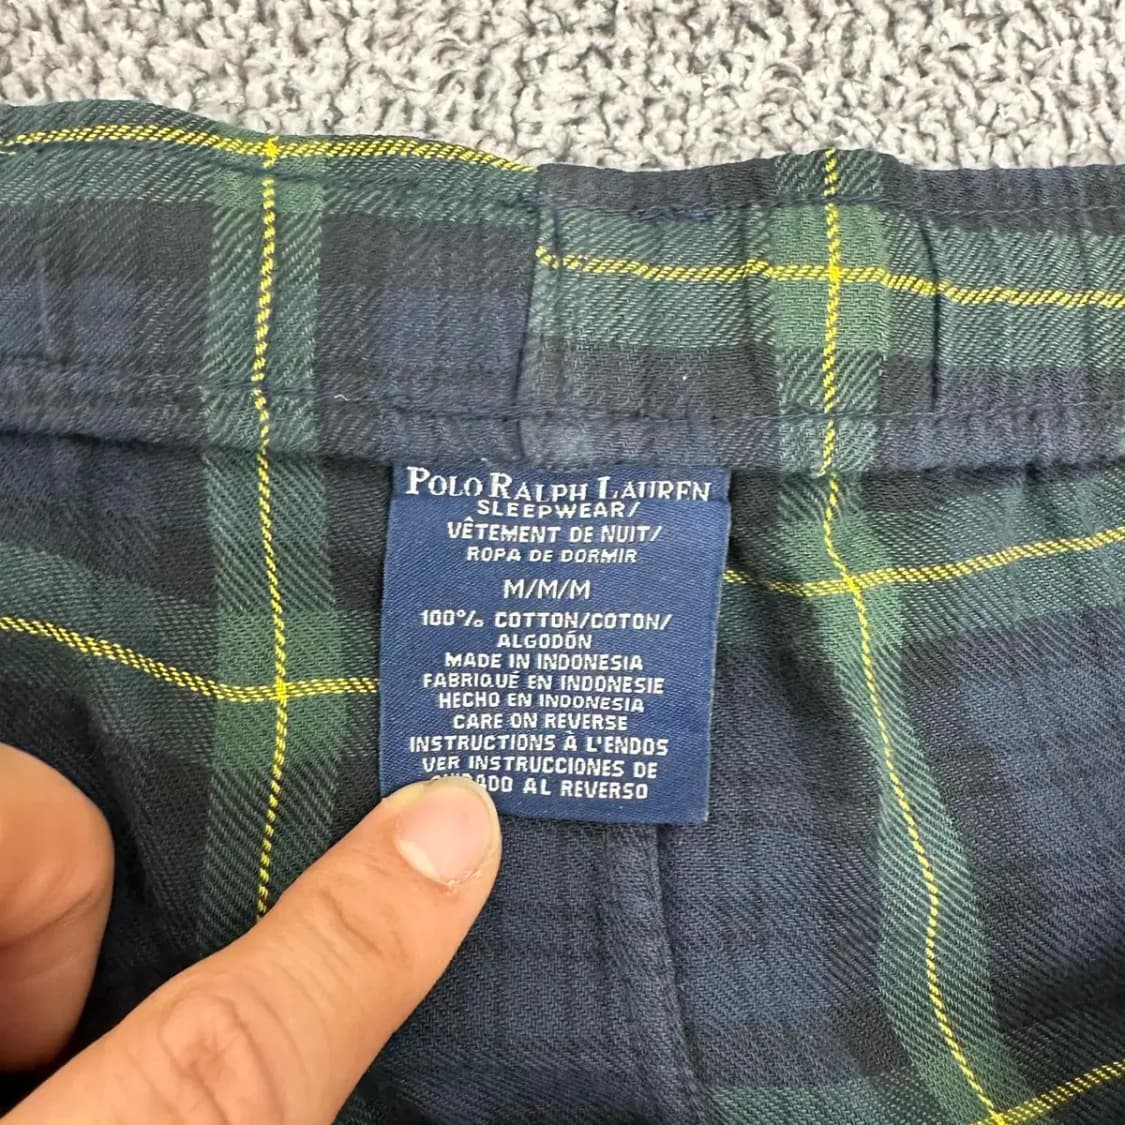 POLO RALPH LAUREN
SLEEPWEAR/
VÊTEMENT DE NUIT/
ROPA DE DORMIR
M/M/M
100% COTTON/COTON/
ALGODÓN
MADE IN INDONESIA
FABRIQUÉ EN INDONESIE
HECHO EN INDONESIA
CARE ON REVERSE
INSTRUCTIONS À L'ENDOS
VER INSTRUCCIONES DE
CUIDADO AL REVERSO